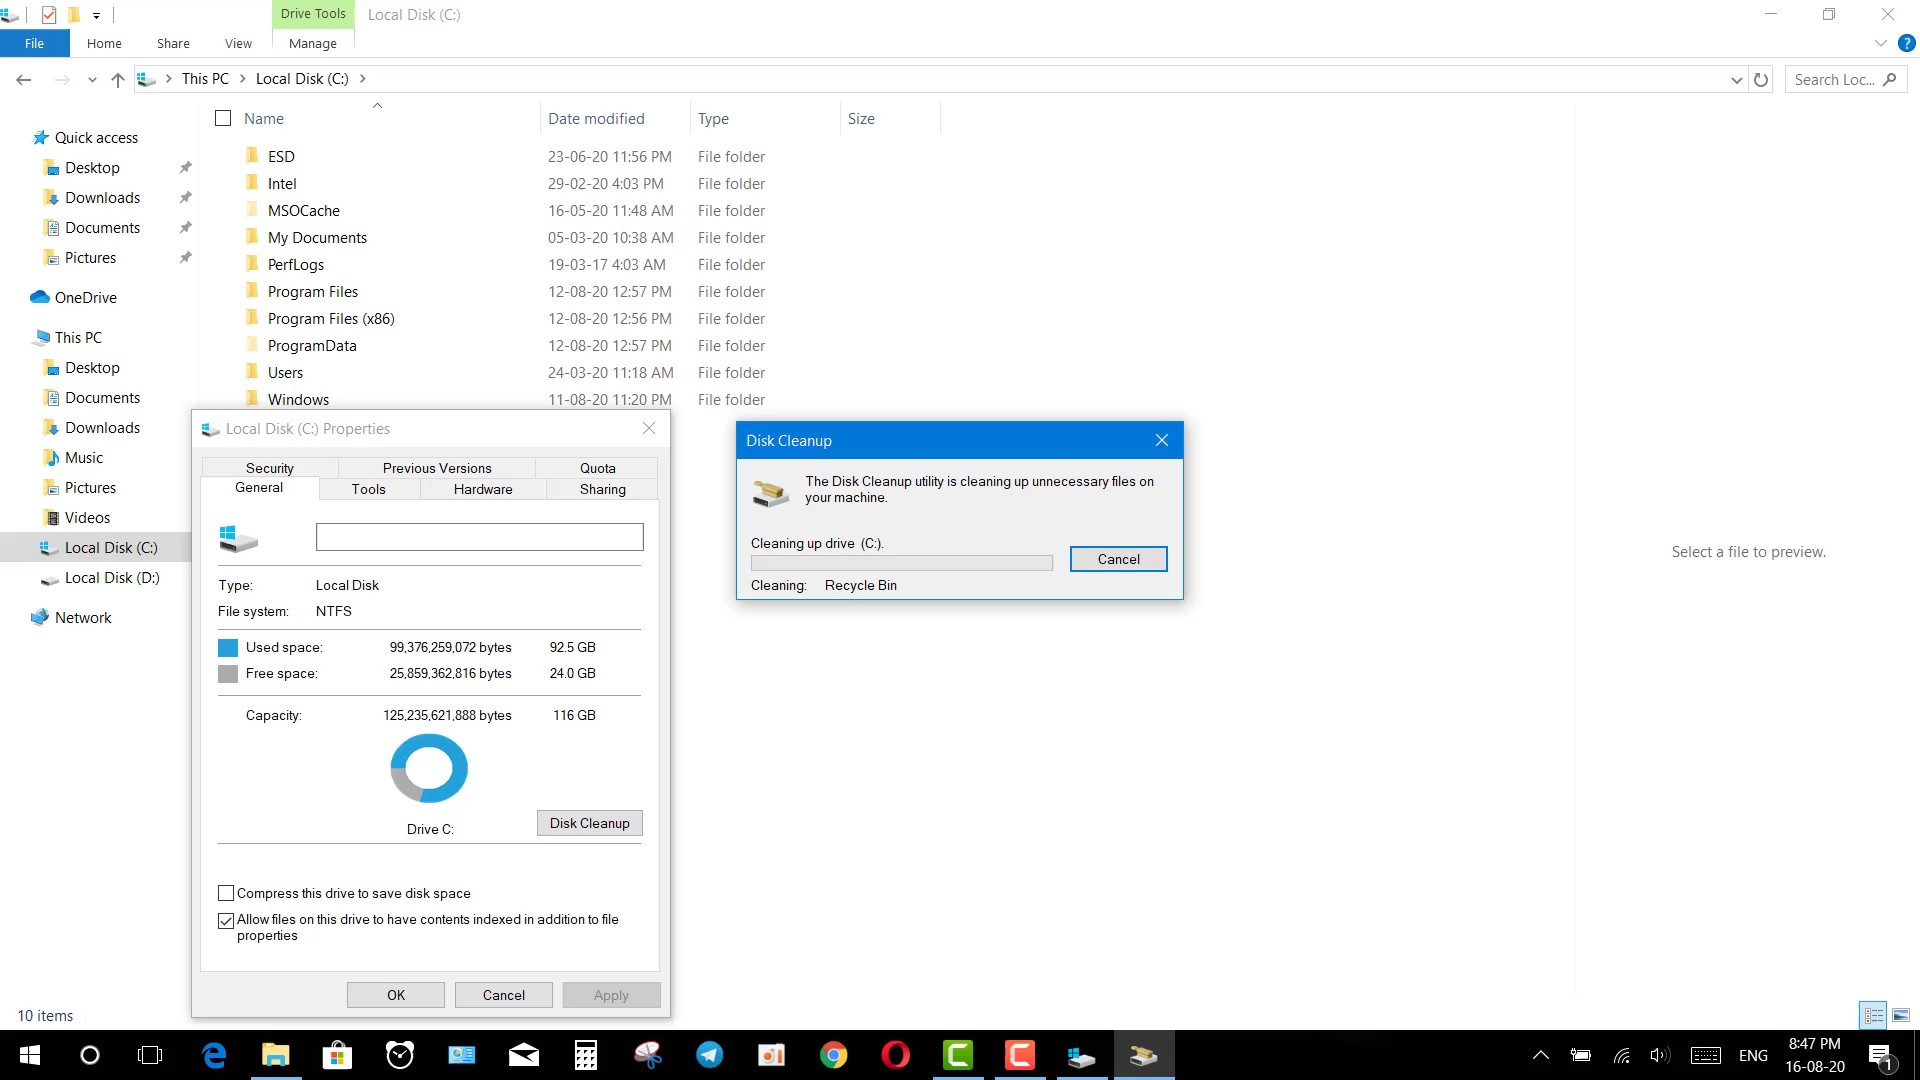 Drive Tools
Local Disk (C:)
File
Home
Share
View
Manage
This PC
Local Disk (C:)
Search Loc...
Name
Date modified
Type
Size
Quick access
Desktop
Downloads
Documents
Pictures
OneDrive
This PC
Desktop
Documents
Downloads
Music
Pictures
Videos
Local Disk (C:)
Local Disk (D:)
Network
ESD 23-06-20 11:56 PM File folder
Intel 29-02-20 4:03 PM File folder
MSOCache 16-05-20 11:48 AM File folder
My Documents 05-03-20 10:38 AM File folder
PerfLogs 19-03-17 4:03 AM File folder
Program Files 12-08-20 12:57 PM File folder
Program Files (x86) 12-08-20 12:56 PM File folder
ProgramData 12-08-20 12:57 PM File folder
Users 24-03-20 11:18 AM File folder
Windows 11-08-20 11:20 PM File folder
Local Disk (C:) Properties
Security
Previous Versions
Quota
General
Tools
Hardware
Sharing
Type: Local Disk
File system: NTFS
Used space: 99,376,259,072 bytes 92.5 GB
Free space: 25,859,362,816 bytes 24.0 GB
Capacity: 125,235,621,888 bytes 116 GB
Drive C:
Disk Cleanup
Compress this drive to save disk space
Allow files on this drive to have contents indexed in addition to file
properties
OK
Cancel
Apply
Disk Cleanup
The Disk Cleanup utility is cleaning up unnecessary files on
your machine.
Cleaning up drive (C:).
Cancel
Cleaning: Recycle Bin
Select a file to preview.
10 items
ENG
8:47 PM
16-08-20
1